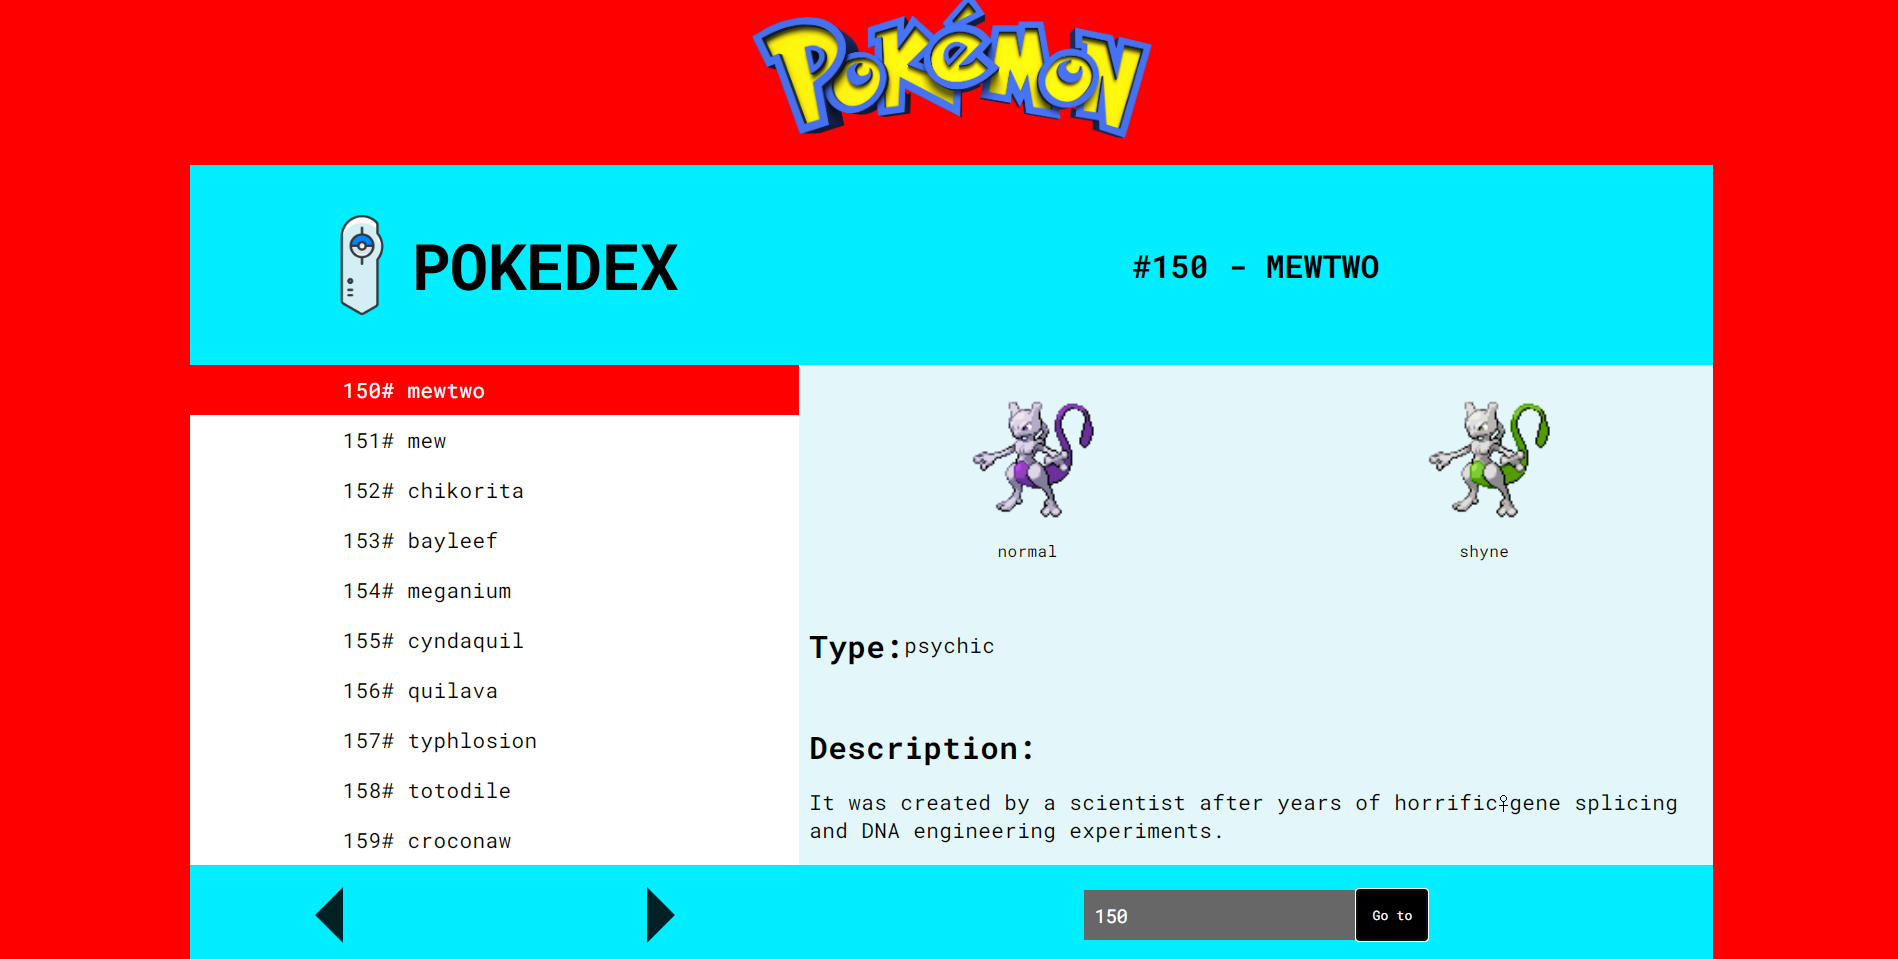 POKéMON
POKEDEX
#150 - MEWTWO
150# mewtwo
151# mew
152# chikorita
153# bayleef
154# meganium
155# cyndaquil
156# quilava
157# typhlosion
158# totodile
159# croconaw
normal
shyne
Type:psychic
Description:
It was created by a scientist after years of horrific♀gene splicing
and DNA engineering experiments.
150
Go to